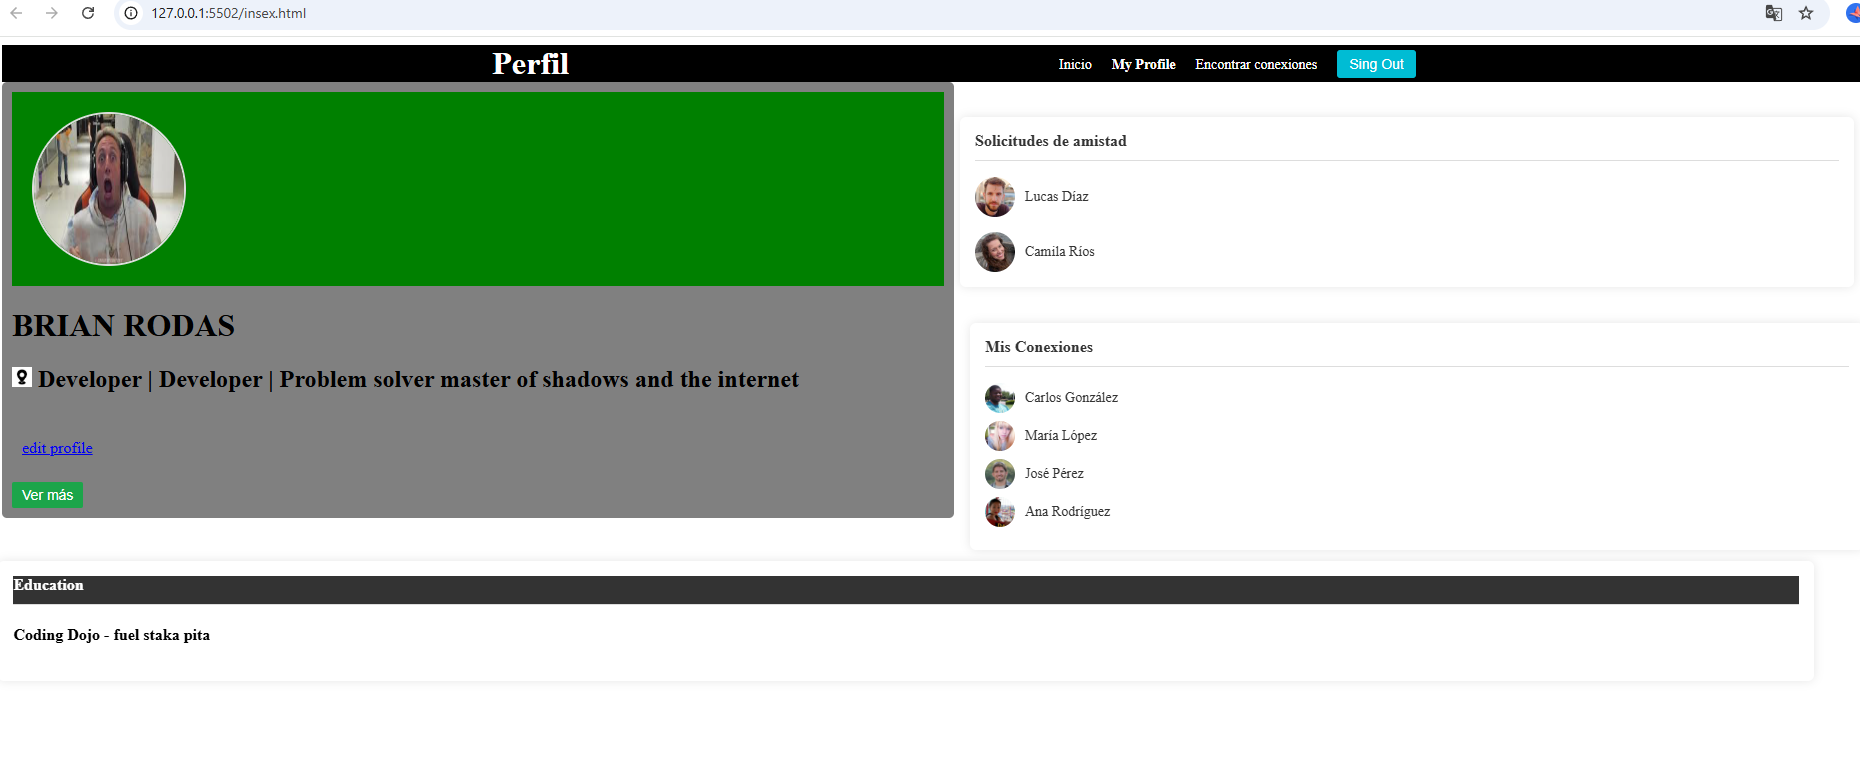 127.0.0.1:5502/insex.html
Perfil
Inicio My Profile Encontrar conexiones Sing Out
BRIAN RODAS
Developer | Developer | Problem solver master of shadows and the internet
edit profile
Ver más
Solicitudes de amistad
Lucas Díaz
Camila Ríos
Mis Conexiones
Carlos González
María López
José Pérez
Ana Rodríguez
Education
Coding Dojo - fuel staka pita